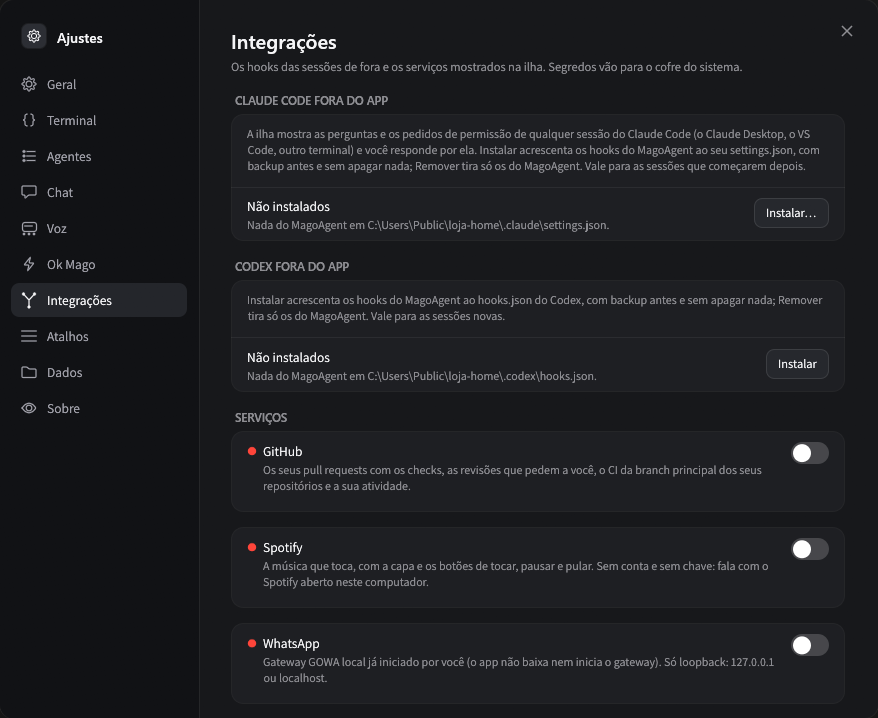 Ajustes
Geral
Terminal
Agentes
Chat
Voz
Ok Mago
Integrações
Atalhos
Dados
Sobre
Integrações
Os hooks das sessões de fora e os serviços mostrados na ilha. Segredos vão para o cofre do sistema.
CLAUDE CODE FORA DO APP
A ilha mostra as perguntas e os pedidos de permissão de qualquer sessão do Claude Code (o Claude Desktop, o VS
Code, outro terminal) e você responde por ela. Instalar acrescenta os hooks do MagoAgent ao seu settings.json, com
backup antes e sem apagar nada; Remover tira só os do MagoAgent. Vale para as sessões que começarem depois.
Não instalados
Nada do MagoAgent em C:\Users\Public\loja-home\.claude\settings.json.
Instalar…
CODEX FORA DO APP
Instalar acrescenta os hooks do MagoAgent ao hooks.json do Codex, com backup antes e sem apagar nada; Remover
tira só os do MagoAgent. Vale para as sessões novas.
Não instalados
Nada do MagoAgent em C:\Users\Public\loja-home\.codex\hooks.json.
Instalar
SERVIÇOS
GitHub
Os seus pull requests com os checks, as revisões que pedem a você, o CI da branch principal dos seus
repositórios e a sua atividade.
Spotify
A música que toca, com a capa e os botões de tocar, pausar e pular. Sem conta e sem chave: fala com o
Spotify aberto neste computador.
WhatsApp
Gateway GOWA local já iniciado por você (o app não baixa nem inicia o gateway). Só loopback: 127.0.0.1
ou localhost.